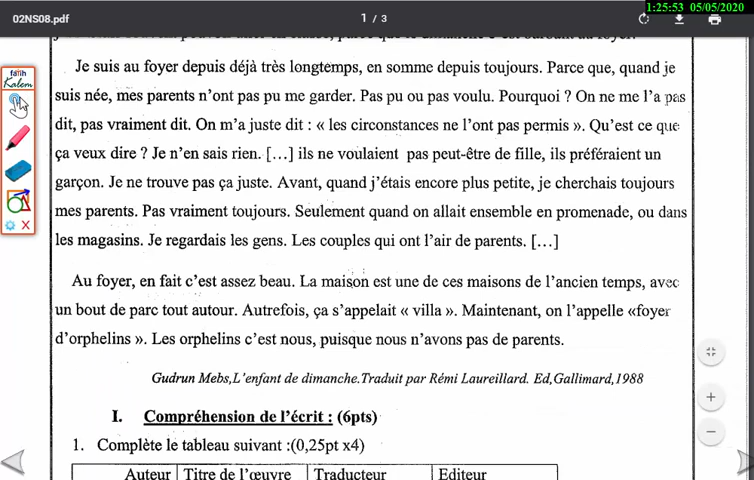 02NS08.pdf
1 / 3
1:25:53 05/05/2020
fatih
Kalem
Je suis au foyer depuis déjà très longtemps, en somme depuis toujours. Parce que, quand je
suis née, mes parents n'ont pas pu me garder. Pas pu ou pas voulu. Pourquoi ? On ne me l'a pas
dit, pas vraiment dit. On m'a juste dit : « les circonstances ne l'ont pas permis ». Qu'est ce que
ça veux dire ? Je n'en sais rien. […] ils ne voulaient pas peut-être de fille, ils préféraient un
garçon. Je ne trouve pas ça juste. Avant, quand j'étais encore plus petite, je cherchais toujours
mes parents. Pas vraiment toujours. Seulement quand on allait ensemble en promenade, ou dans
les magasins. Je regardais les gens. Les couples qui ont l'air de parents. […]
Au foyer, en fait c'est assez beau. La maison est une de ces maisons de l'ancien temps, avec
un bout de parc tout autour. Autrefois, ça s'appelait « villa ». Maintenant, on l'appelle «foyer
d'orphelins ». Les orphelins c'est nous, puisque nous n'avons pas de parents.
Gudrun Mebs,L'enfant de dimanche.Traduit par Rémi Laureillard. Ed,Gallimard,1988
I. Compréhension de l'écrit : (6pts)
1. Complète le tableau suivant :(0,25pt x4)
Auteur Titre de l'œuvre Traducteur Editeur